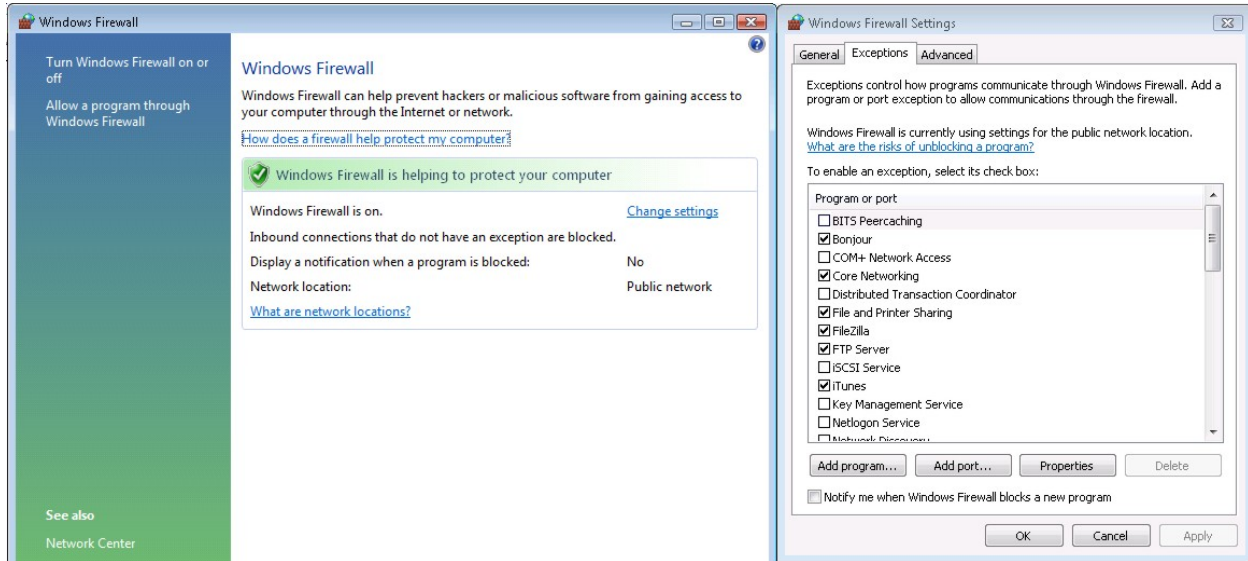 Windows Firewall
Turn Windows Firewall on or
off
Allow a program through
Windows Firewall
See also
Network Center
Windows Firewall
Windows Firewall can help prevent hackers or malicious software from gaining access to
your computer through the Internet or network.
How does a firewall help protect my computer?
Windows Firewall is helping to protect your computer
Windows Firewall is on.
Change settings
Inbound connections that do not have an exception are blocked.
Display a notification when a program is blocked: No
Network location: Public network
What are network locations?
Windows Firewall Settings
General Exceptions Advanced
Exceptions control how programs communicate through Windows Firewall. Add a
program or port exception to allow communications through the firewall.
Windows Firewall is currently using settings for the public network location.
What are the risks of unblocking a program?
To enable an exception, select its check box:
Program or port
BITS Peercaching
Bonjour
COM+ Network Access
Core Networking
Distributed Transaction Coordinator
File and Printer Sharing
FileZilla
FTP Server
iSCSI Service
iTunes
Key Management Service
Netlogon Service
Network Discovery
Add program... Add port... Properties Delete
Notify me when Windows Firewall blocks a new program
OK Cancel Apply